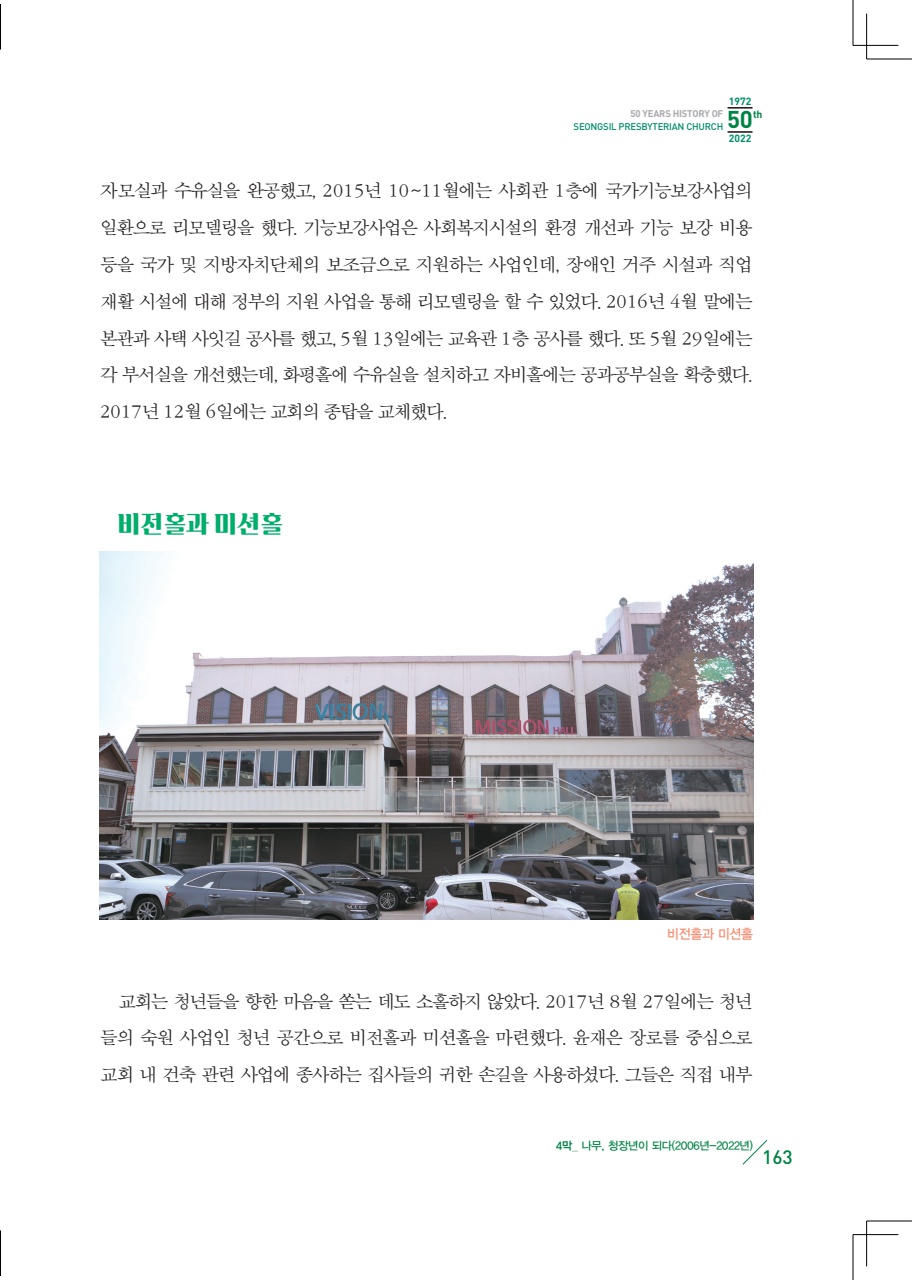 1972
50 YEARS HISTORY OF
SEONGSIL PRESBYTERIAN CHURCH
50th
2022
자모실과 수유실을 완공했고, 2015년 10~11월에는 사회관 1층에 국가기능보강사업의
일환으로 리모델링을 했다. 기능보강사업은 사회복지시설의 환경 개선과 기능 보강 비용
등을 국가 및 지방자치단체의 보조금으로 지원하는 사업인데, 장애인 거주 시설과 직업
재활 시설에 대해 정부의 지원 사업을 통해 리모델링을 할 수 있었다. 2016년 4월 말에는
본관과 사택 사잇길 공사를 했고, 5월 13일에는 교육관 1층 공사를 했다. 또 5월 29일에는
각 부서실을 개선했는데, 화평홀에 수유실을 설치하고 자비홀에는 공과공부실을 확충했다.
2017년 12월 6일에는 교회의 종탑을 교체했다.
비전홀과 미션홀
VISION
MISSION HALL
비전홀과 미션홀
교회는 청년들을 향한 마음을 쏟는 데도 소홀하지 않았다. 2017년 8월 27일에는 청년
들의 숙원 사업인 청년 공간으로 비전홀과 미션홀을 마련했다. 윤재은 장로를 중심으로
교회 내 건축 관련 사업에 종사하는 집사들의 귀한 손길을 사용하셨다. 그들은 직접 내부
4막_ 나무, 청장년이 되다(2006년-2022년)
163